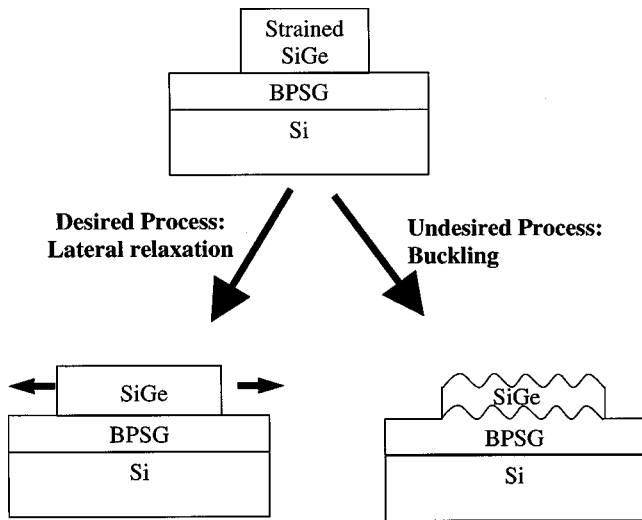 Strained
SiGe
BPSG
Si
Desired Process:
Lateral relaxation
Undesired Process:
Buckling
SiGe
BPSG
Si
SiGe
BPSG
Si